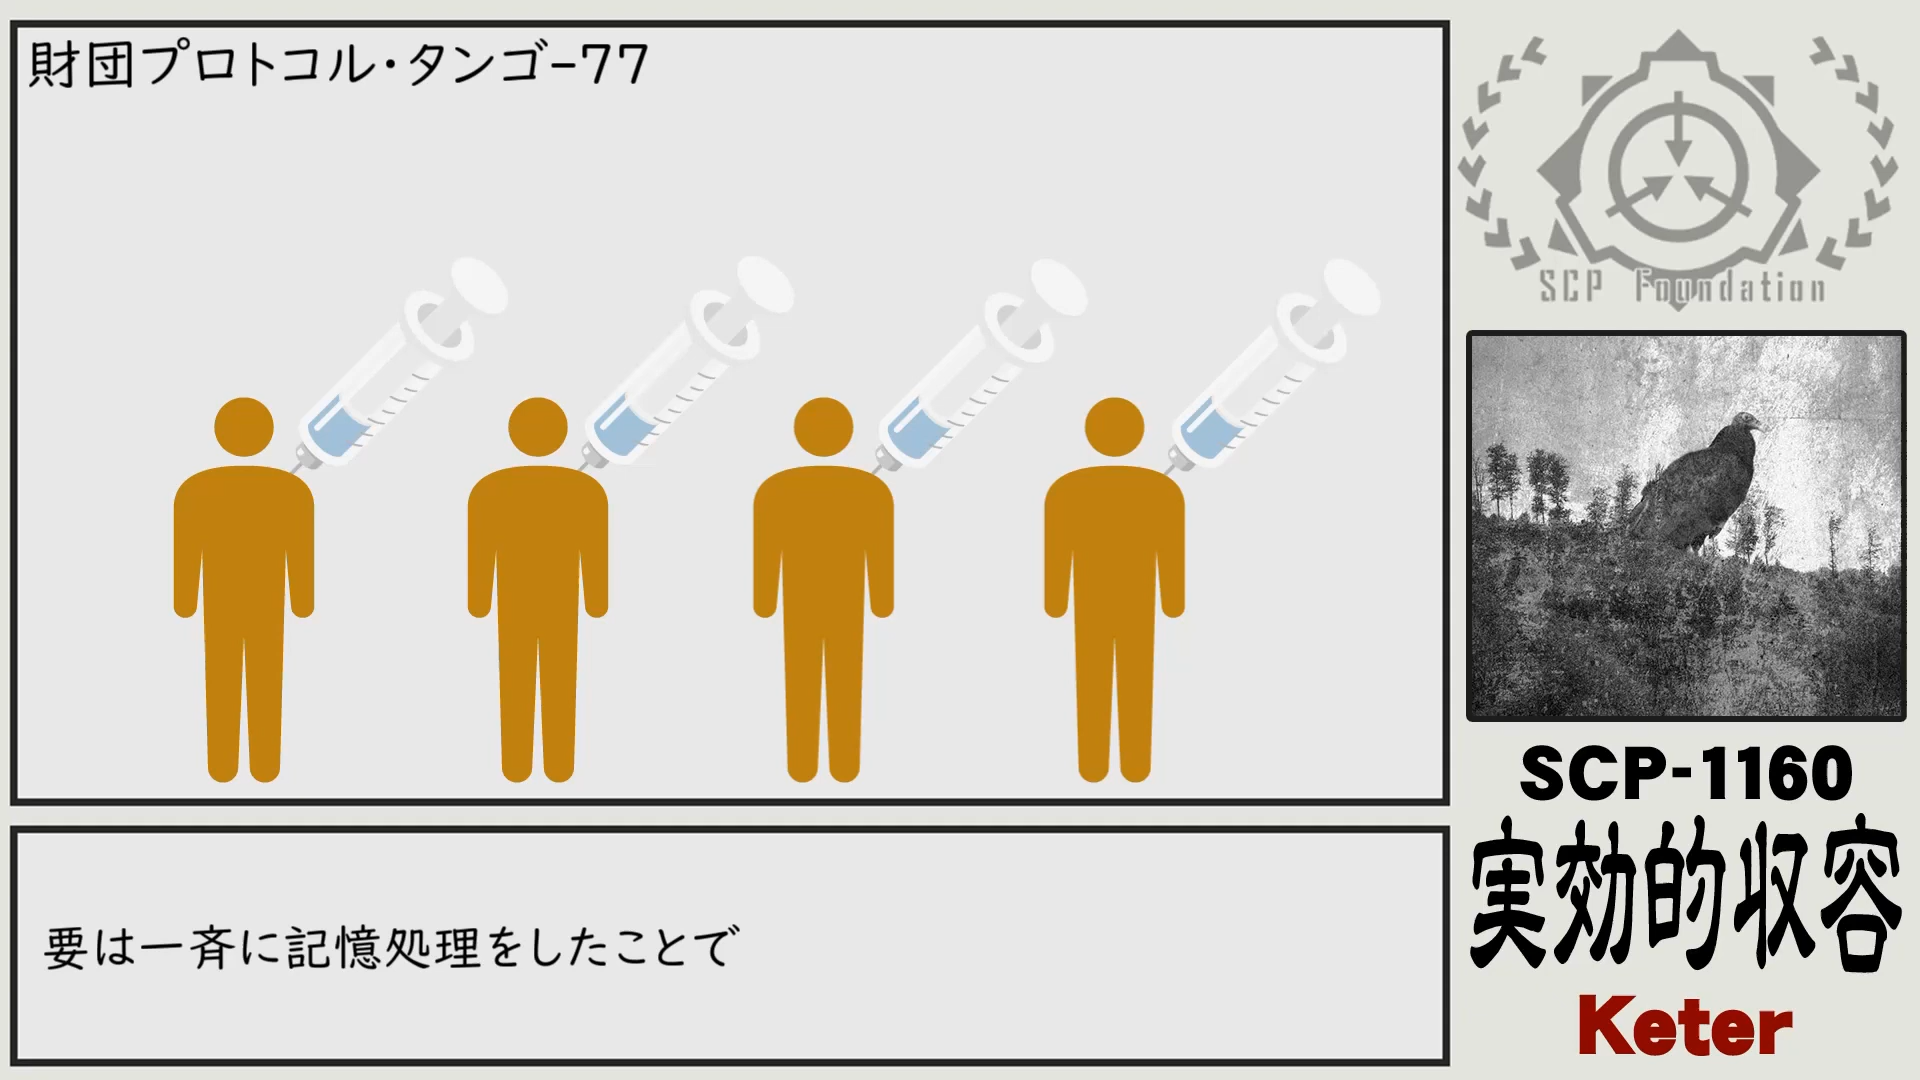 財団プロトコル・タンゴ-77
要は一斉に記憶処理をしたことで
SCP Foundation
SCP-1160
実効的収容
Keter